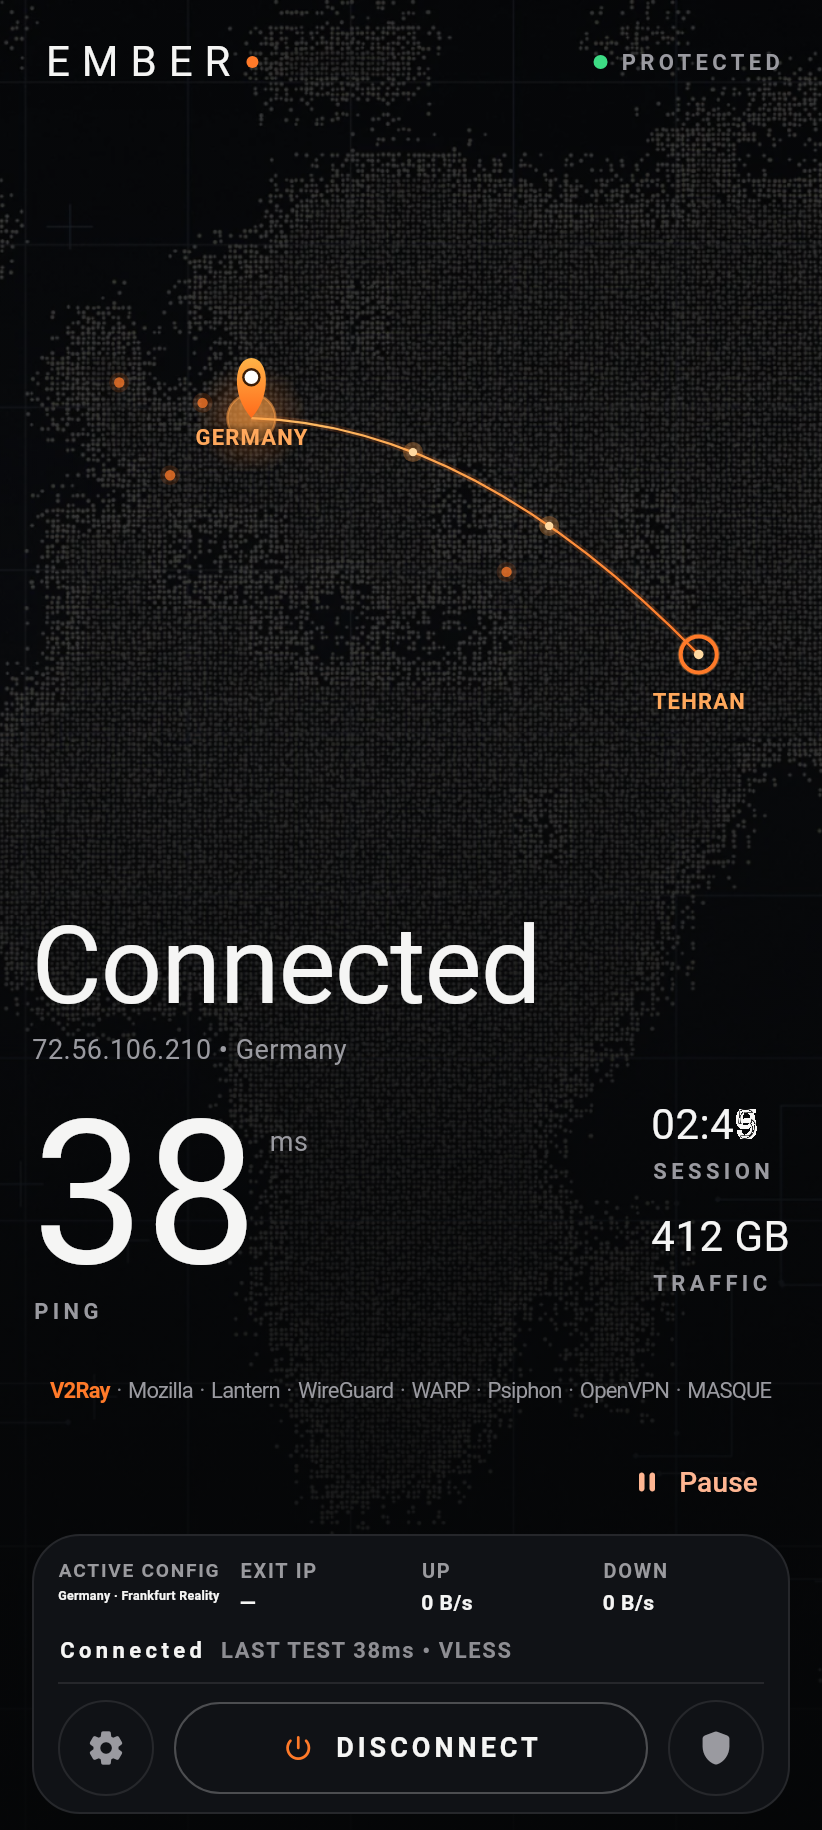 EMBER
PROTECTED
GERMANY
TEHRAN
Connected
72.56.106.210 • Germany
38 ms
PING
02:4
SESSION
412 GB
TRAFFIC
V2Ray · Mozilla · Lantern · WireGuard · WARP · Psiphon · OpenVPN · MASQUE
Pause
ACTIVE CONFIG EXIT IP UP DOWN
Germany · Frankfurt Reality — 0 B/s 0 B/s
Connected LAST TEST 38ms • VLESS
DISCONNECT